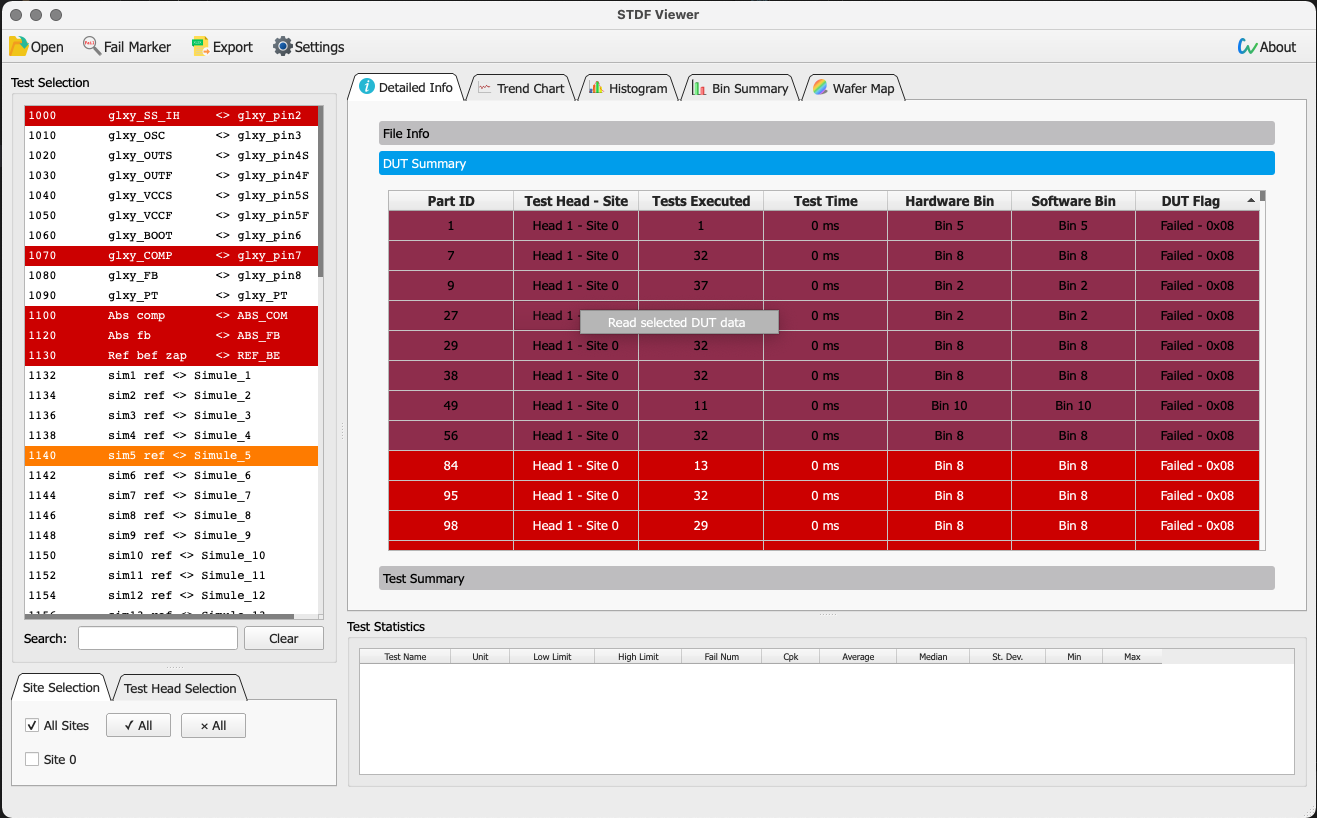 STDF Viewer
Open Fail Marker Export Settings About
Test Selection
1000 glxy_SS_IH <> glxy_pin2
1010 glxy_OSC <> glxy_pin3
1020 glxy_OUTS <> glxy_pin4S
1030 glxy_OUTF <> glxy_pin4F
1040 glxy_VCCS <> glxy_pin5S
1050 glxy_VCCF <> glxy_pin5F
1060 glxy_BOOT <> glxy_pin6
1070 glxy_COMP <> glxy_pin7
1080 glxy_FB <> glxy_pin8
1090 glxy_PT <> glxy_PT
1100 Abs comp <> ABS_COM
1120 Abs fb <> ABS_FB
1130 Ref bef zap <> REF_BE
1132 sim1 ref <> Simule_1
1134 sim2 ref <> Simule_2
1136 sim3 ref <> Simule_3
1138 sim4 ref <> Simule_4
1140 sim5 ref <> Simule_5
1142 sim6 ref <> Simule_6
1144 sim7 ref <> Simule_7
1146 sim8 ref <> Simule_8
1148 sim9 ref <> Simule_9
1150 sim10 ref <> Simule_10
1152 sim11 ref <> Simule_11
1154 sim12 ref <> Simule_12
1156 sim13 ref <> Simule_13
Search: Clear
Site Selection Test Head Selection
All Sites ✓ All × All
Site 0
Detailed Info Trend Chart Histogram Bin Summary Wafer Map
File Info
DUT Summary
Part ID Test Head - Site Tests Executed Test Time Hardware Bin Software Bin DUT Flag
1 Head 1 - Site 0 1 0 ms Bin 5 Bin 5 Failed - 0x08
7 Head 1 - Site 0 32 0 ms Bin 8 Bin 8 Failed - 0x08
9 Head 1 - Site 0 37 0 ms Bin 2 Bin 2 Failed - 0x08
27 Head 1 - 0 ms Bin 2 Bin 2 Failed - 0x08
Read selected DUT data
29 Head 1 - Site 0 32 0 ms Bin 8 Bin 8 Failed - 0x08
38 Head 1 - Site 0 32 0 ms Bin 8 Bin 8 Failed - 0x08
49 Head 1 - Site 0 11 0 ms Bin 10 Bin 10 Failed - 0x08
56 Head 1 - Site 0 32 0 ms Bin 8 Bin 8 Failed - 0x08
84 Head 1 - Site 0 13 0 ms Bin 8 Bin 8 Failed - 0x08
95 Head 1 - Site 0 32 0 ms Bin 8 Bin 8 Failed - 0x08
98 Head 1 - Site 0 29 0 ms Bin 8 Bin 8 Failed - 0x08
Test Summary
Test Statistics
Test Name Unit Low Limit High Limit Fail Num Cpk Average Median St. Dev. Min Max